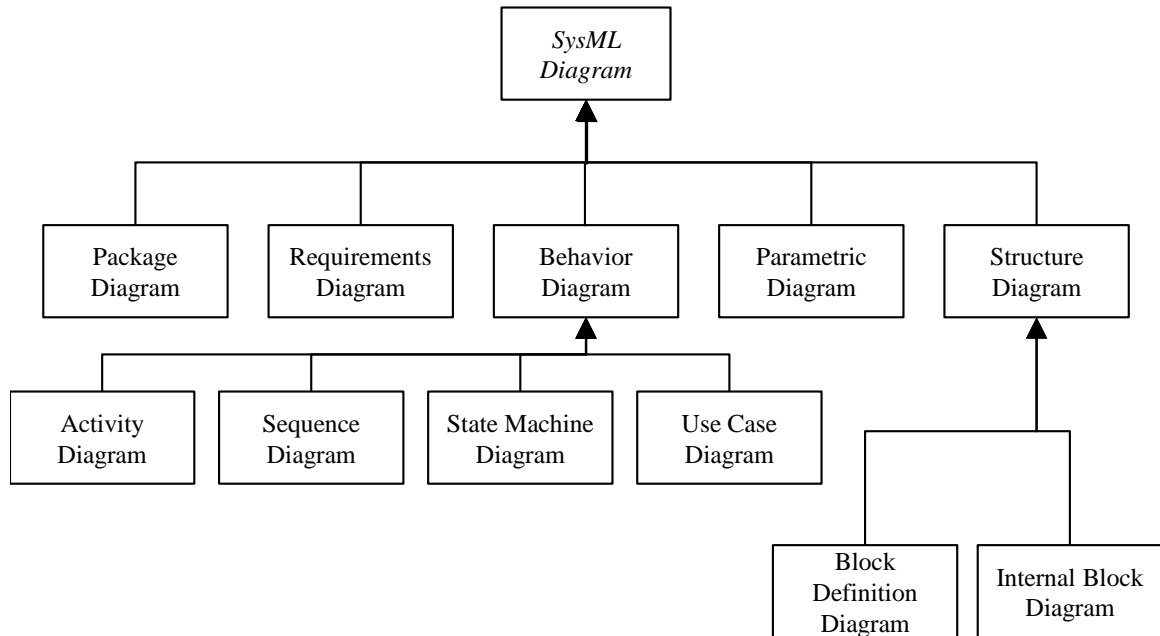 SysML
Diagram
Package
Diagram
Requirements
Diagram
Behavior
Diagram
Parametric
Diagram
Structure
Diagram
Activity
Diagram
Sequence
Diagram
State Machine
Diagram
Use Case
Diagram
Block
Definition
Diagram
Internal Block
Diagram